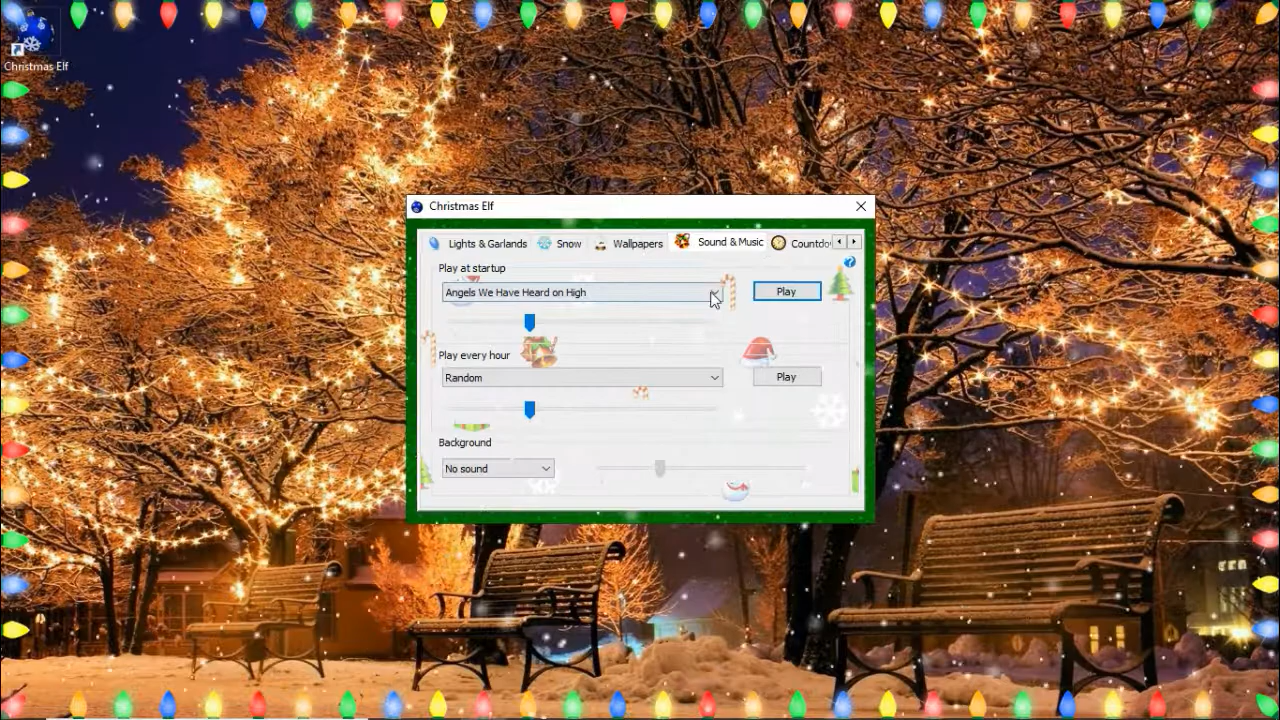 Christmas Elf
Christmas Elf
Lights & Garlands Snow Wallpapers Sound & Music Countdo
Play at startup
Angels We Have Heard on High Play
Play every hour
Random Play
Background
No sound